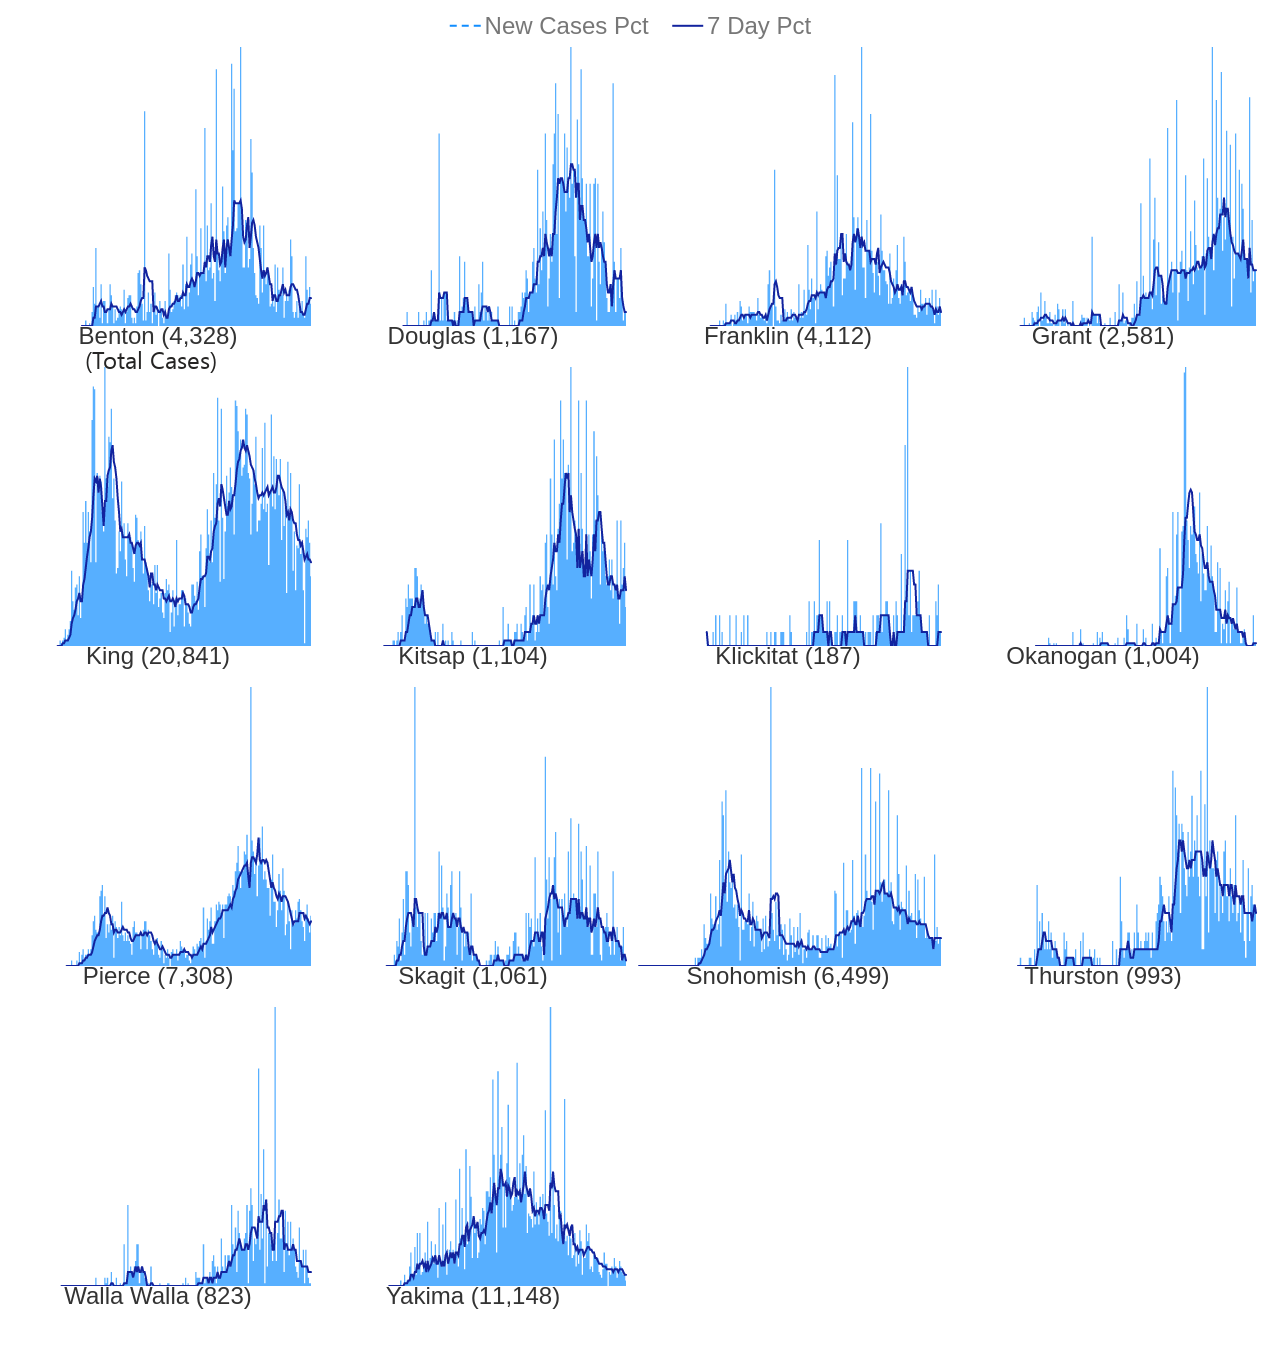 New Cases Pct 7 Day Pct
Benton (4,328) Douglas (1,167) Franklin (4,112) Grant (2,581)
(Total Cases)
King (20,841) Kitsap (1,104) Klickitat (187) Okanogan (1,004)
Pierce (7,308) Skagit (1,061) Snohomish (6,499) Thurston (993)
Walla Walla (823) Yakima (11,148)